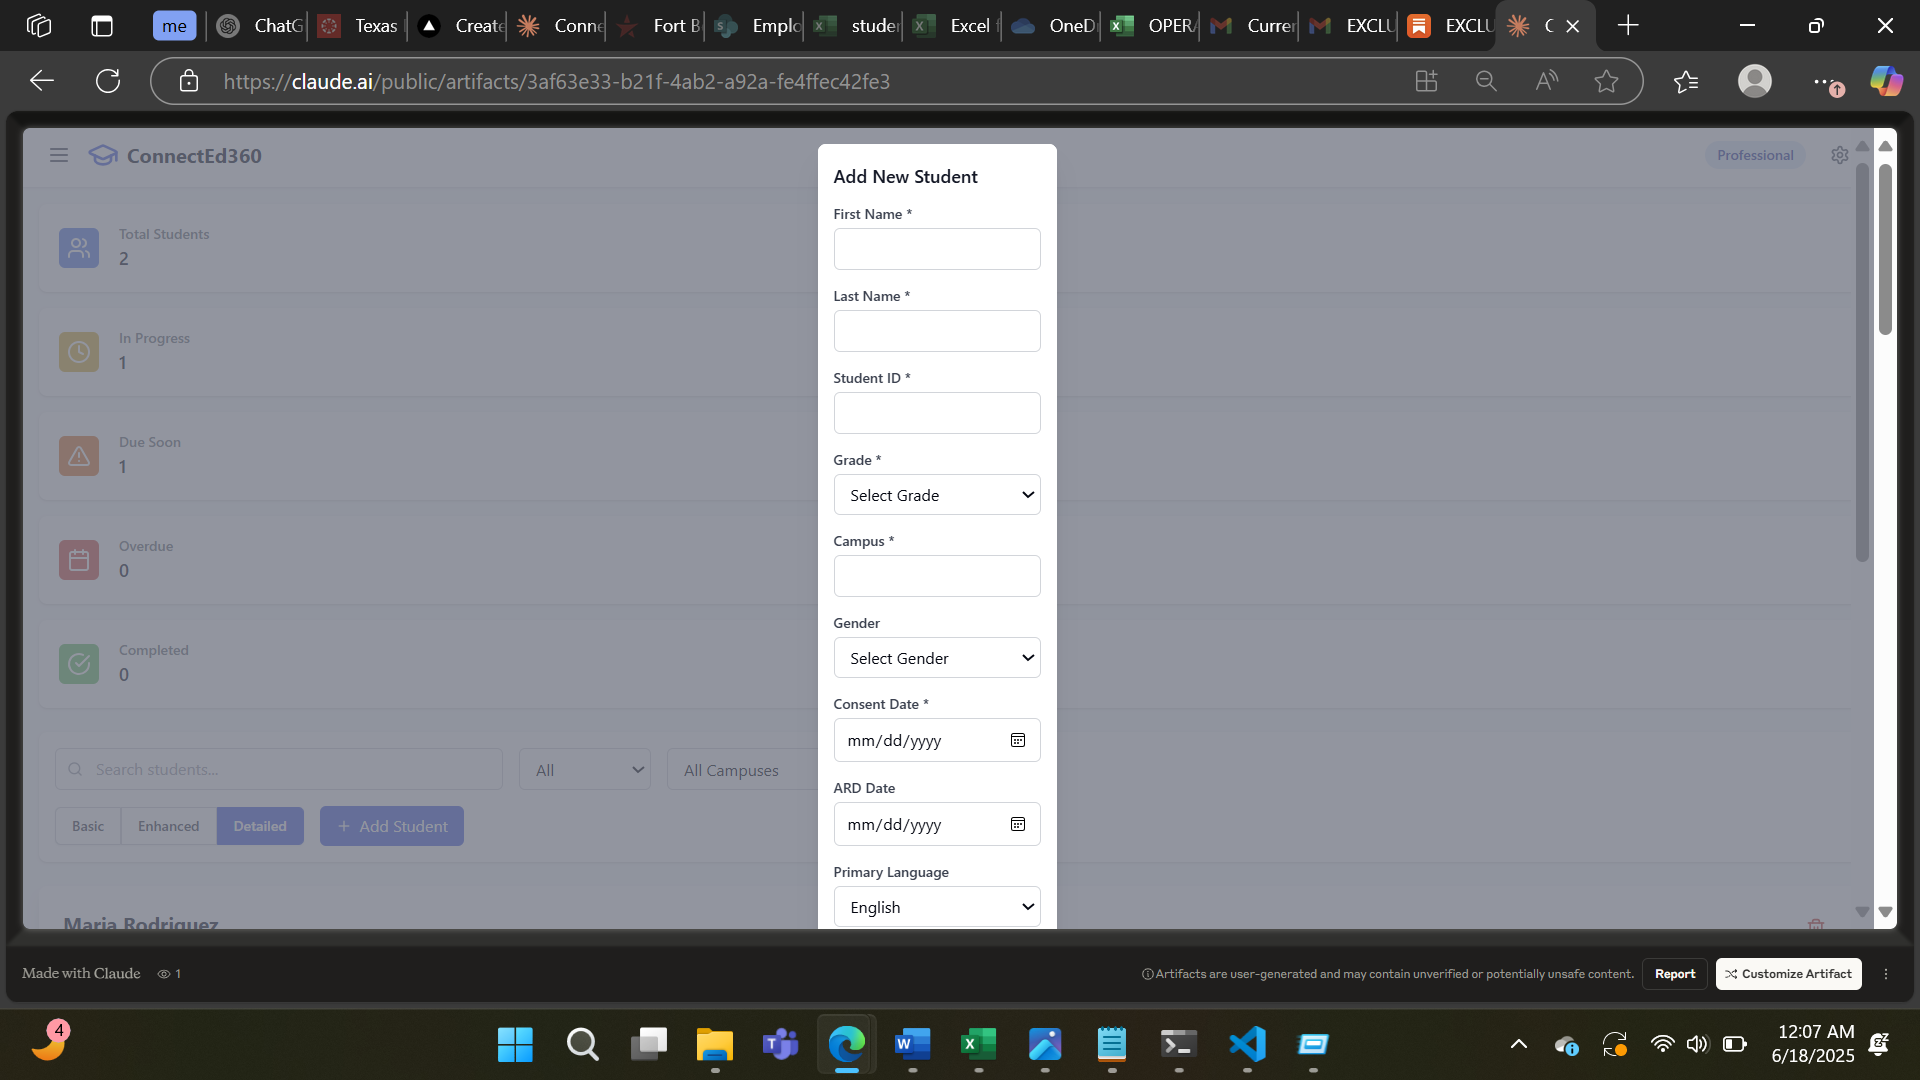 me
ChatG
Texas
Create
Conne
Fort B
Emplo
studen
Excel f
OneD
OPERA
Curren
EXCLU
EXCLU
C
https://claude.ai/public/artifacts/3af63e33-b21f-4ab2-a92a-fe4ffec42fe3
ConnectEd360
Professional
Total Students
2
In Progress
1
Due Soon
1
Overdue
0
Completed
0
Search students...
All
All Campuses
Basic
Enhanced
Detailed
+ Add Student
Maria Rodriguez
Add New Student
First Name *
Last Name *
Student ID *
Grade *
Select Grade
Campus *
Gender
Select Gender
Consent Date *
mm/dd/yyyy
ARD Date
mm/dd/yyyy
Primary Language
English
Made with Claude
1
Artifacts are user-generated and may contain unverified or potentially unsafe content.
Report
Customize Artifact
4
12:07 AM
6/18/2025